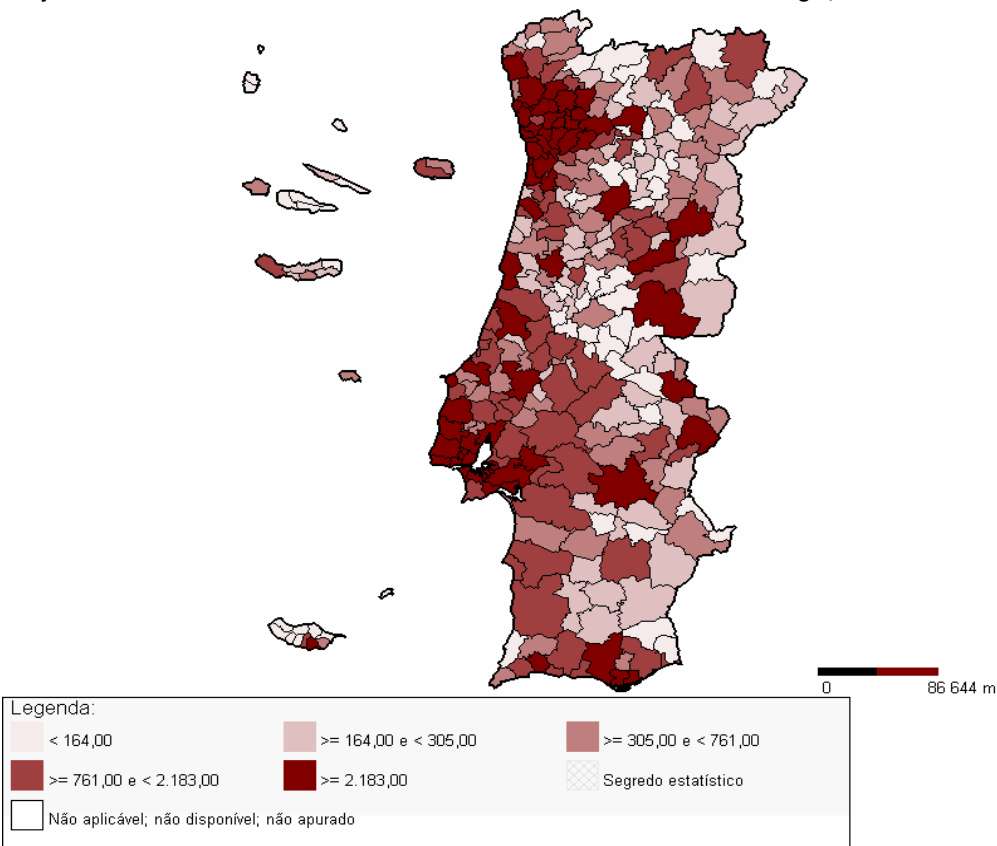 0 86 644 m
Legenda:
< 164,00 >= 164,00 e < 305,00 >= 305,00 e < 761,00
>= 761,00 e < 2.183,00 >= 2.183,00 Segredo estatístico
Não aplicável; não disponível; não apurado